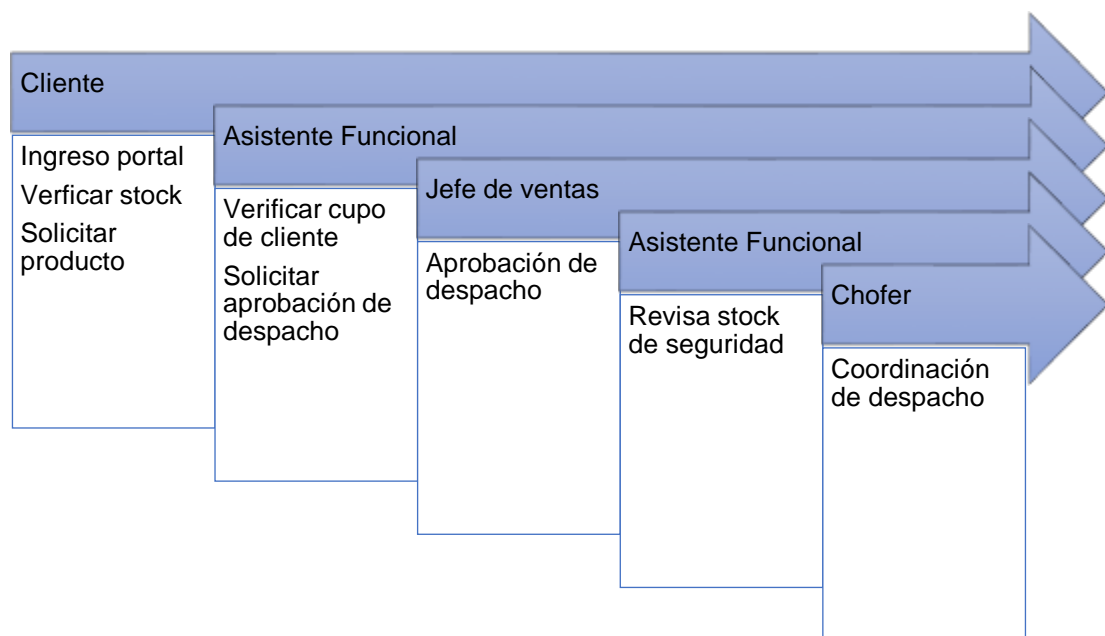 Cliente
Ingreso portal
Verficar stock
Solicitar
producto
Asistente Funcional
Verificar cupo
de cliente
Solicitar
aprobación de
despacho
Jefe de ventas
Aprobación de
despacho
Asistente Funcional
Revisa stock
de seguridad
Chofer
Coordinación
de despacho